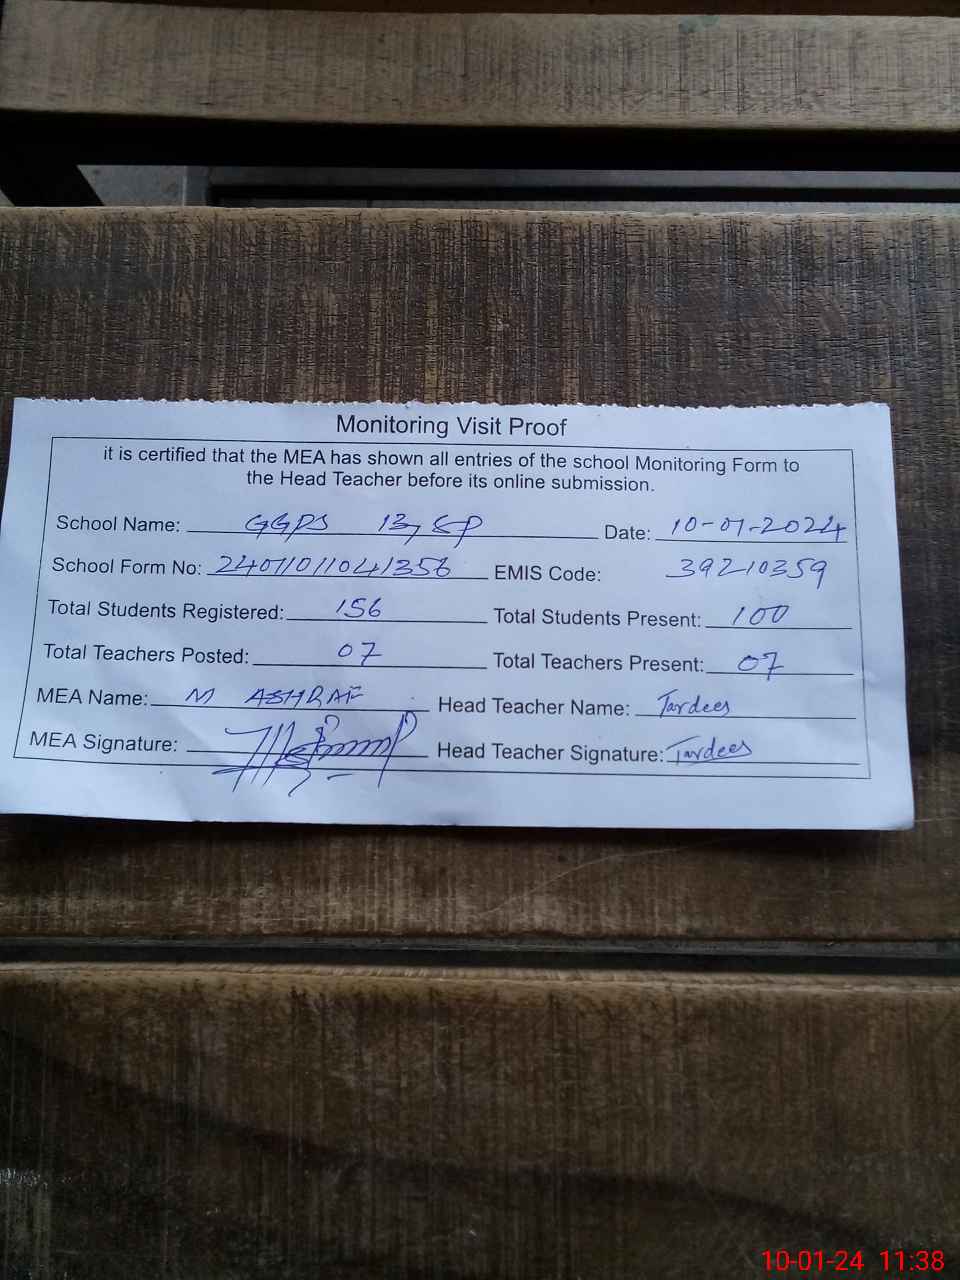 Monitoring Visit Proof
it is certified that the MEA has shown all entries of the school Monitoring Form to
the Head Teacher before its online submission.
School Name: GGPS 13/SP Date: 10-01-2024
School Form No: 24011011041356 EMIS Code: 39210359
Total Students Registered: 156 Total Students Present: 100
Total Teachers Posted: 07 Total Teachers Present: 07
MEA Name: M ASHRAF Head Teacher Name: Tardees
MEA Signature: Head Teacher Signature: Tardees
10-01-24 11:38